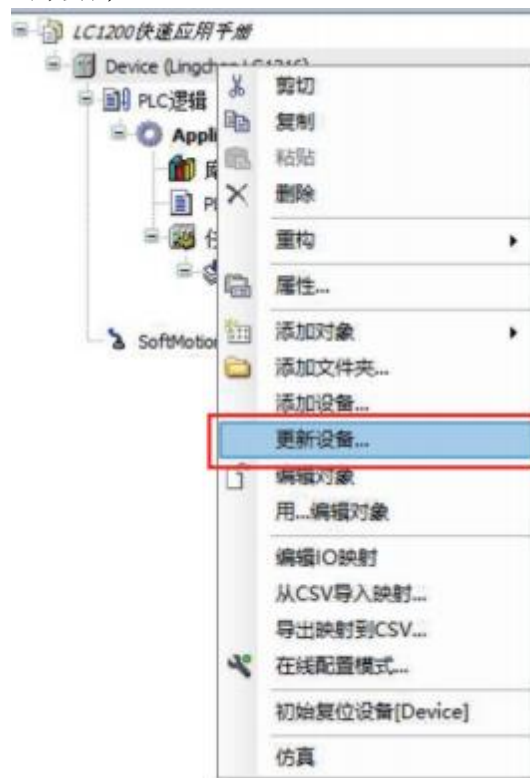 LC1200快速应用手册
Device (Lingch
PLC逻辑
Appl
任
SoftMotion
剪切
复制
粘贴
删除
重构
属性...
添加对象
添加文件夹...
添加设备...
更新设备...
编辑对象
用...编辑对象
编辑IO映射
从CSV导入映射...
导出映射到CSV...
在线配置模式...
初始复位设备[Device]
仿真